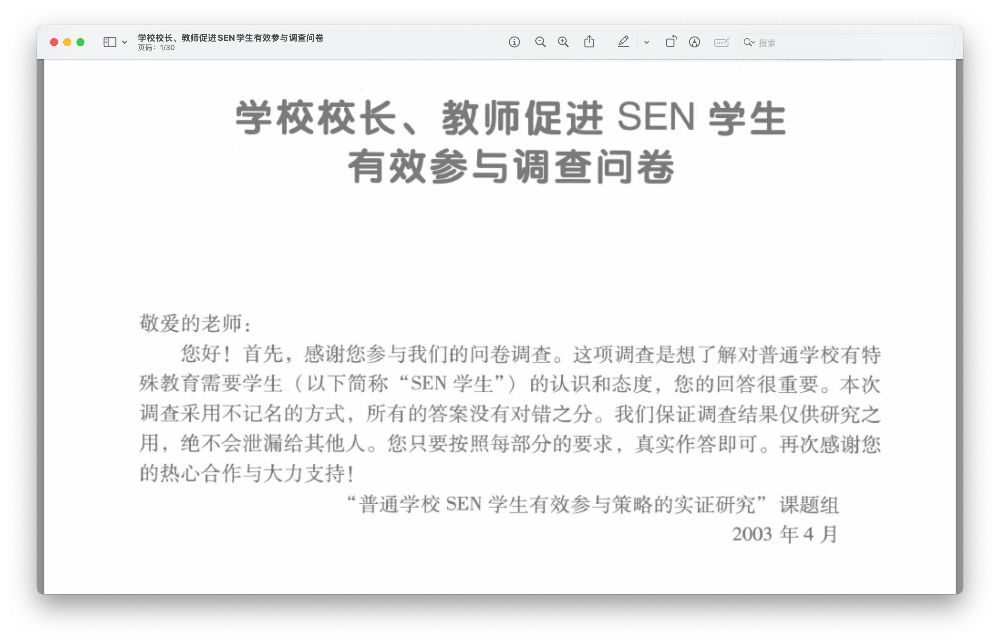 学校校长、教师促进SEN学生有效参与调查问卷
页码：1/30
搜索
学校校长、教师促进 SEN 学生
有效参与调查问卷
敬爱的老师：
您好！首先，感谢您参与我们的问卷调查。这项调查是想了解对普通学校有特
殊教育需要学生（以下简称“SEN 学生”）的认识和态度，您的回答很重要。本次
调查采用不记名的方式，所有的答案没有对错之分。我们保证调查结果仅供研究之
用，绝不会泄漏给其他人。您只要按照每部分的要求，真实作答即可。再次感谢您
的热心合作与大力支持！
“普通学校 SEN 学生有效参与策略的实证研究” 课题组
2003 年 4 月